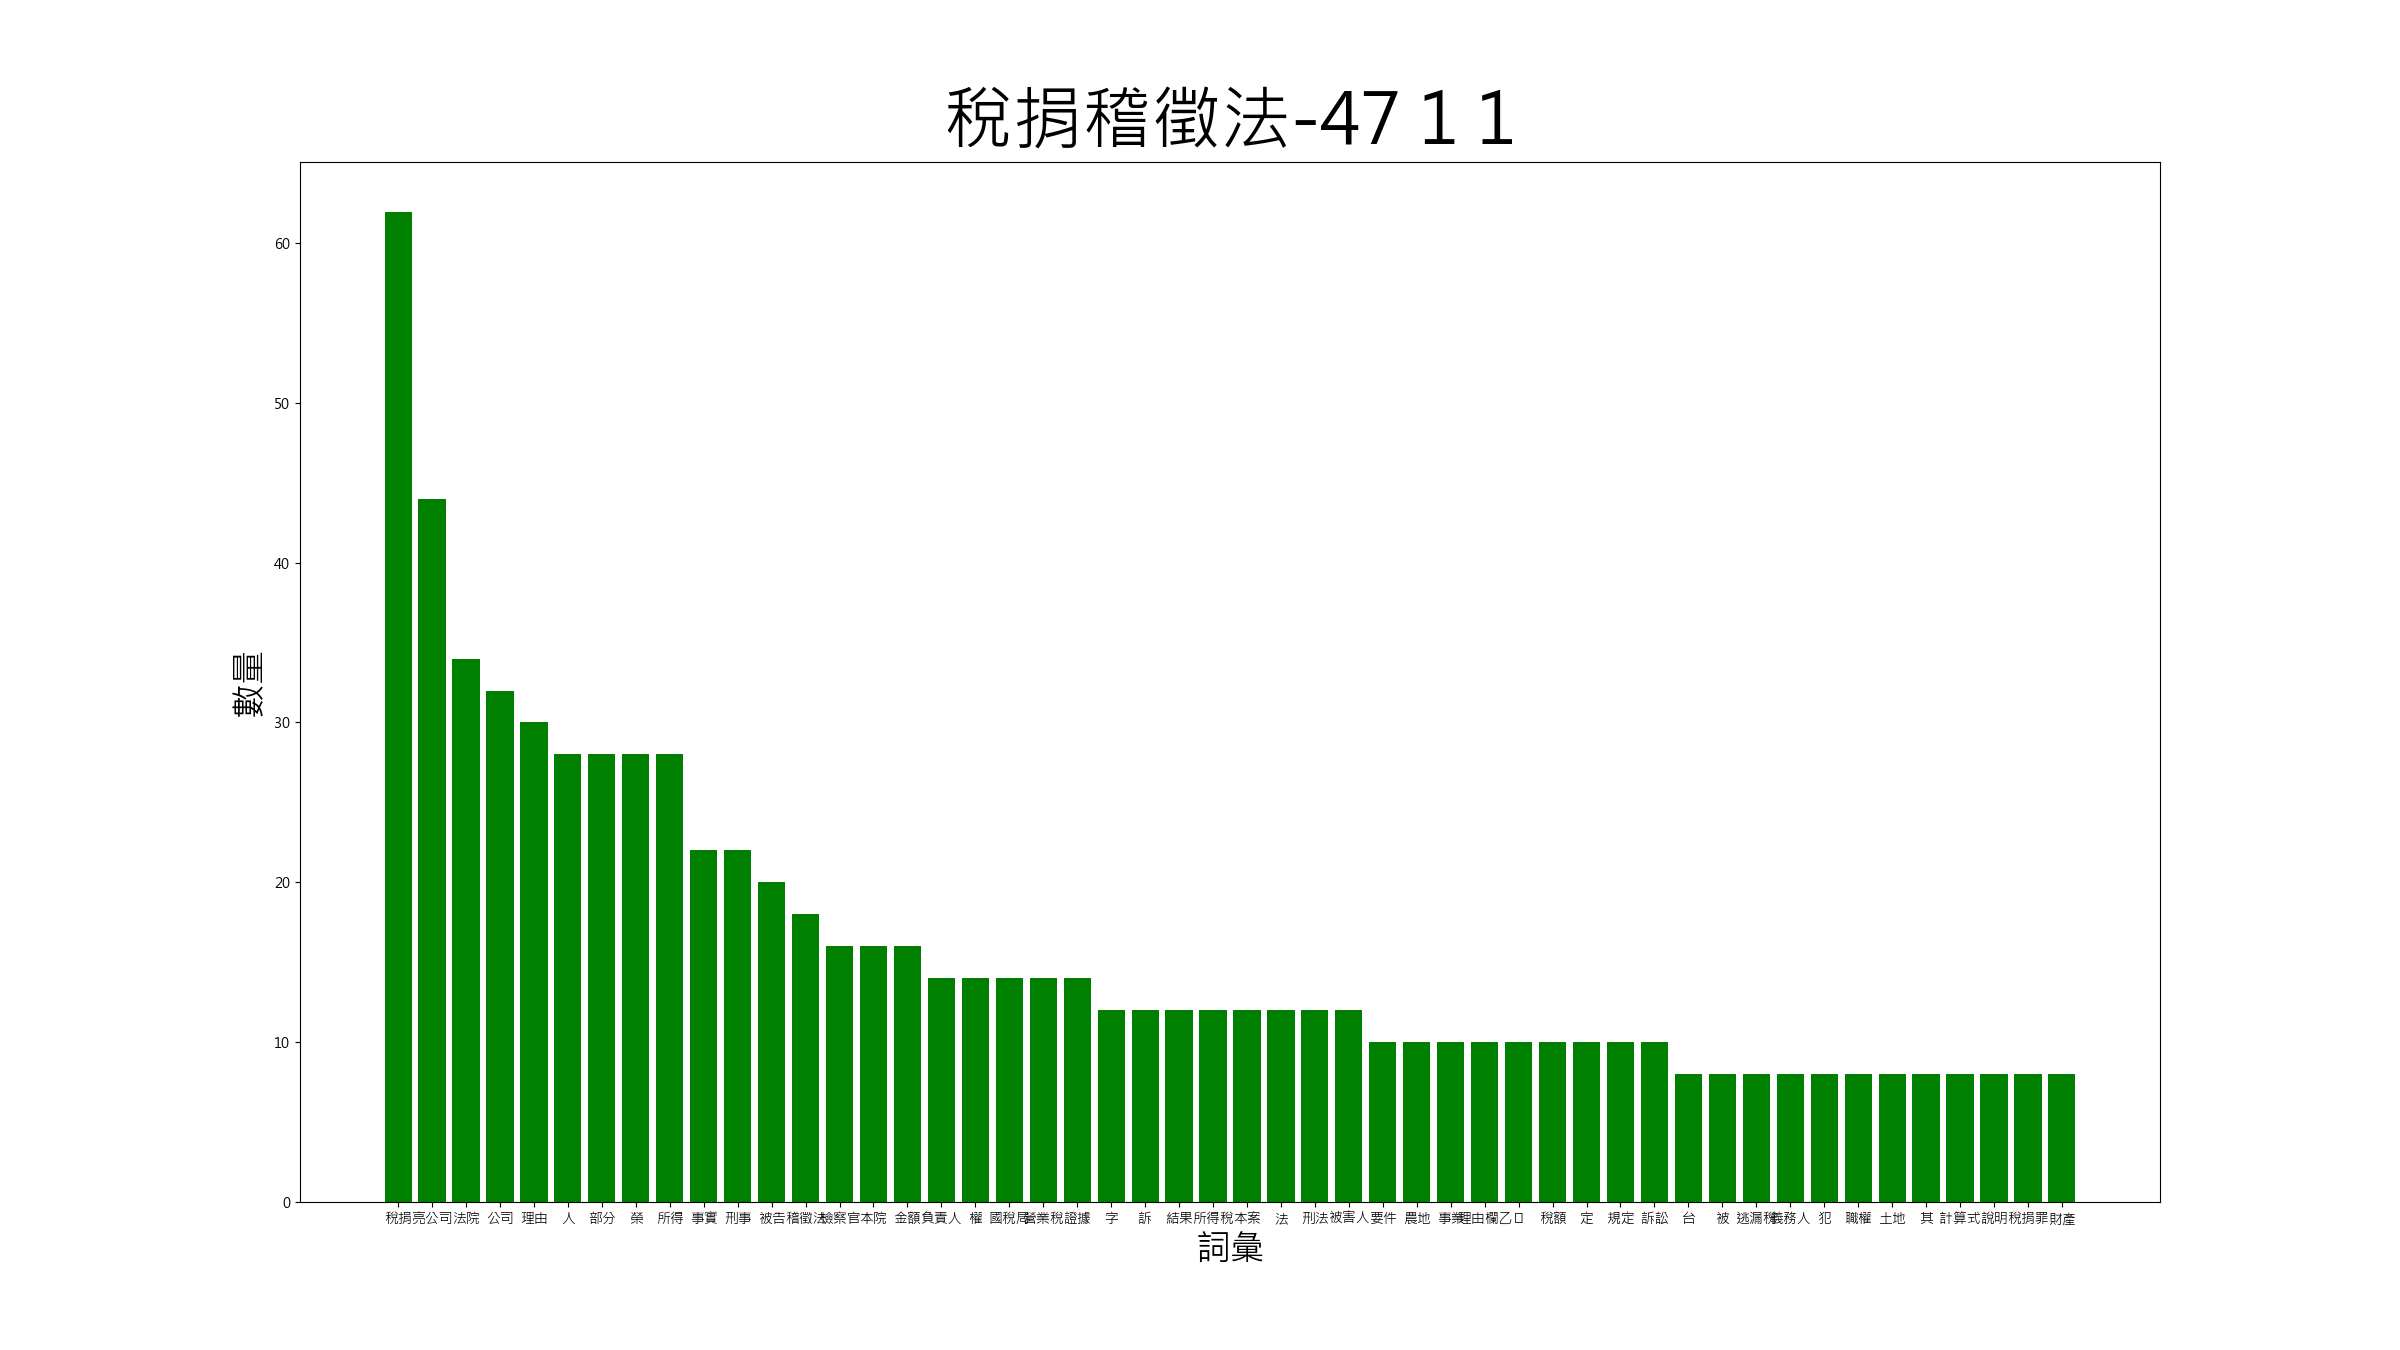 稅捐稽徵法-47 1 1
60
50
40
30
20
10
0
數量
稅捐 亮公司 法院 公司 理由 人 部分 榮 所得 事實 刑事 被告 稽徵法 檢察官 本院 金額 負責人 權 國稅局 營業稅 證據 字 訴 結果 所得稅 本案 法 刑法 被害人 要件 農地 事業 理由欄 乙ロ 稅額 定 規定 訴訟 台 被 逃漏稅 義務人 犯 職權 土地 其 計算式 說明 稅捐罪 財產
詞彙